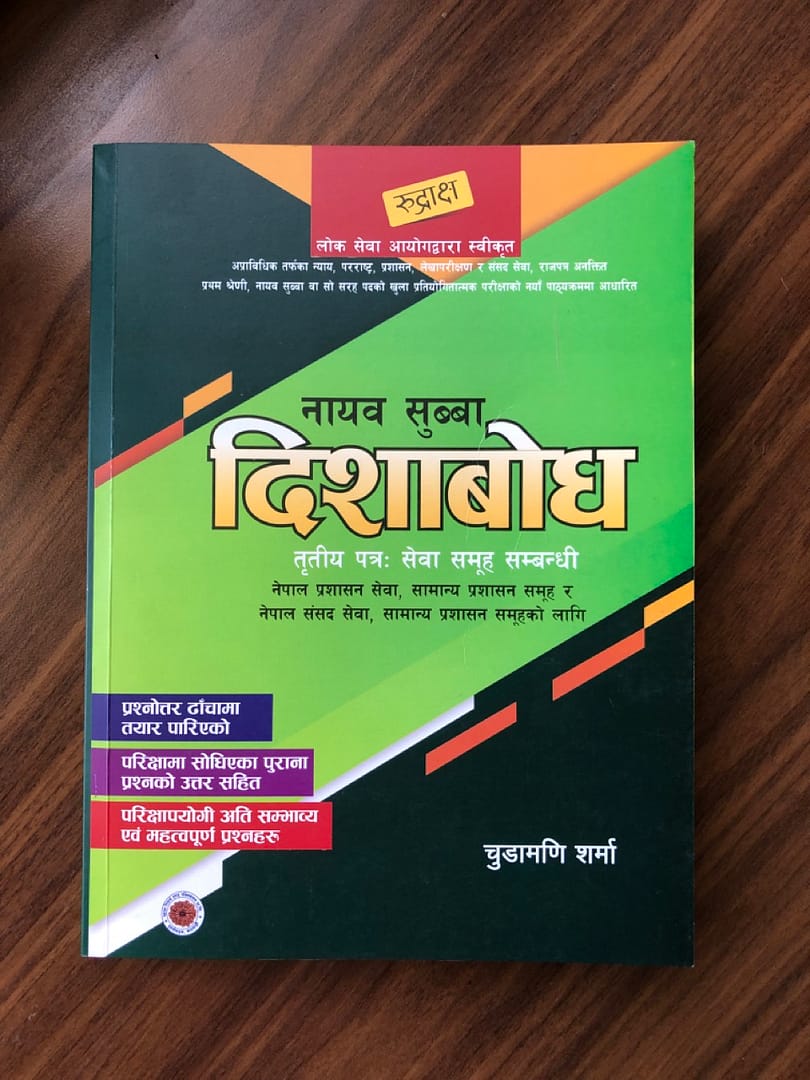 रुद्राक्ष
लोक सेवा आयोगद्वारा स्वीकृत
अप्राविधिक तर्फका न्याय, परराष्ट्र, प्रशासन, लेखापरीक्षण र संसद सेवा, राजपत्र अनङ्कित
प्रथम श्रेणी, नायव सुब्बा वा सो सरह पदको खुला प्रतियोगितात्मक परीक्षाको नयाँ पाठ्यक्रममा आधारित
नायव सुब्बा
दिशाबोध
तृतीय पत्रः सेवा समूह सम्बन्धी
नेपाल प्रशासन सेवा, सामान्य प्रशासन समूह र
नेपाल संसद सेवा, सामान्य प्रशासन समूहको लागि
प्रश्नोत्तर ढाँचामा
तयार पारिएको
परिक्षामा सोधिएका पुराना
प्रश्नको उत्तर सहित
परिक्षापयोगी अति सम्भाव्य
एवं महत्वपूर्ण प्रश्नहरु
चुडामणि शर्मा